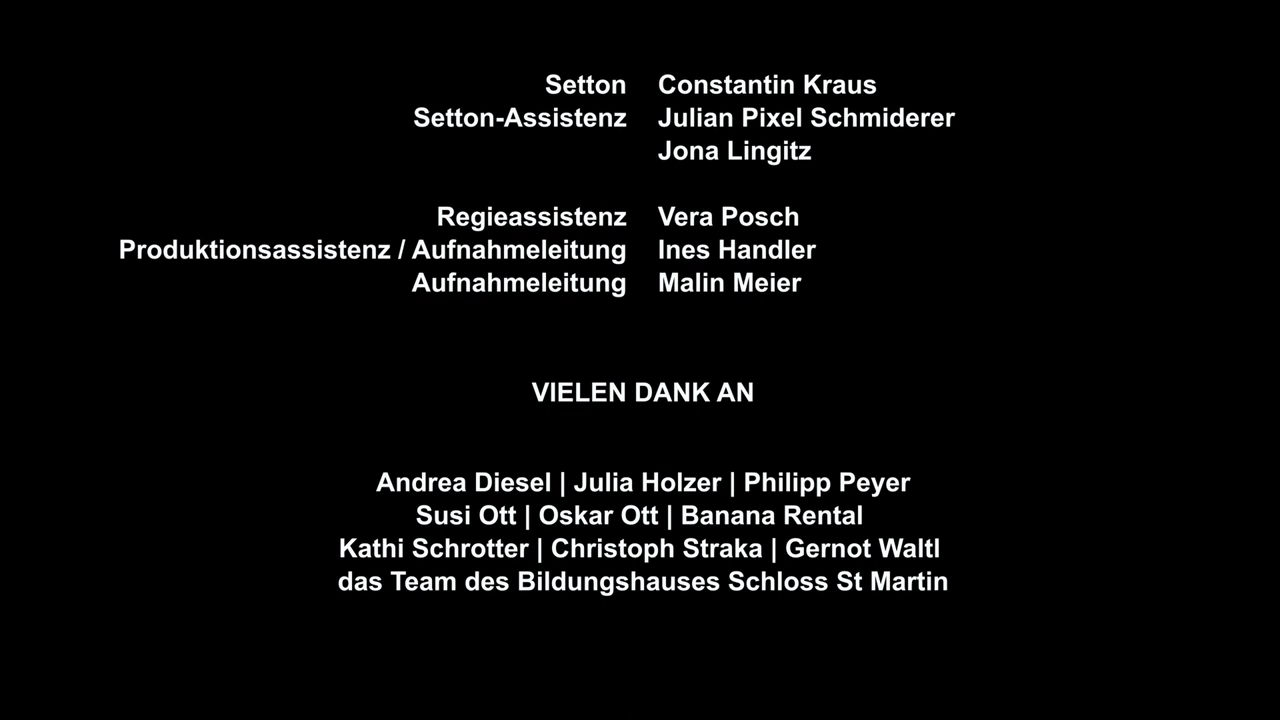 Setton Constantin Kraus
Setton-Assistenz Julian Pixel Schmiderer
Jona Lingitz
Regieassistenz Vera Posch
Produktionsassistenz / Aufnahmeleitung Ines Handler
Aufnahmeleitung Malin Meier
VIELEN DANK AN
Andrea Diesel | Julia Holzer | Philipp Peyer
Susi Ott | Oskar Ott | Banana Rental
Kathi Schrotter | Christoph Straka | Gernot Waltl
das Team des Bildungshauses Schloss St Martin